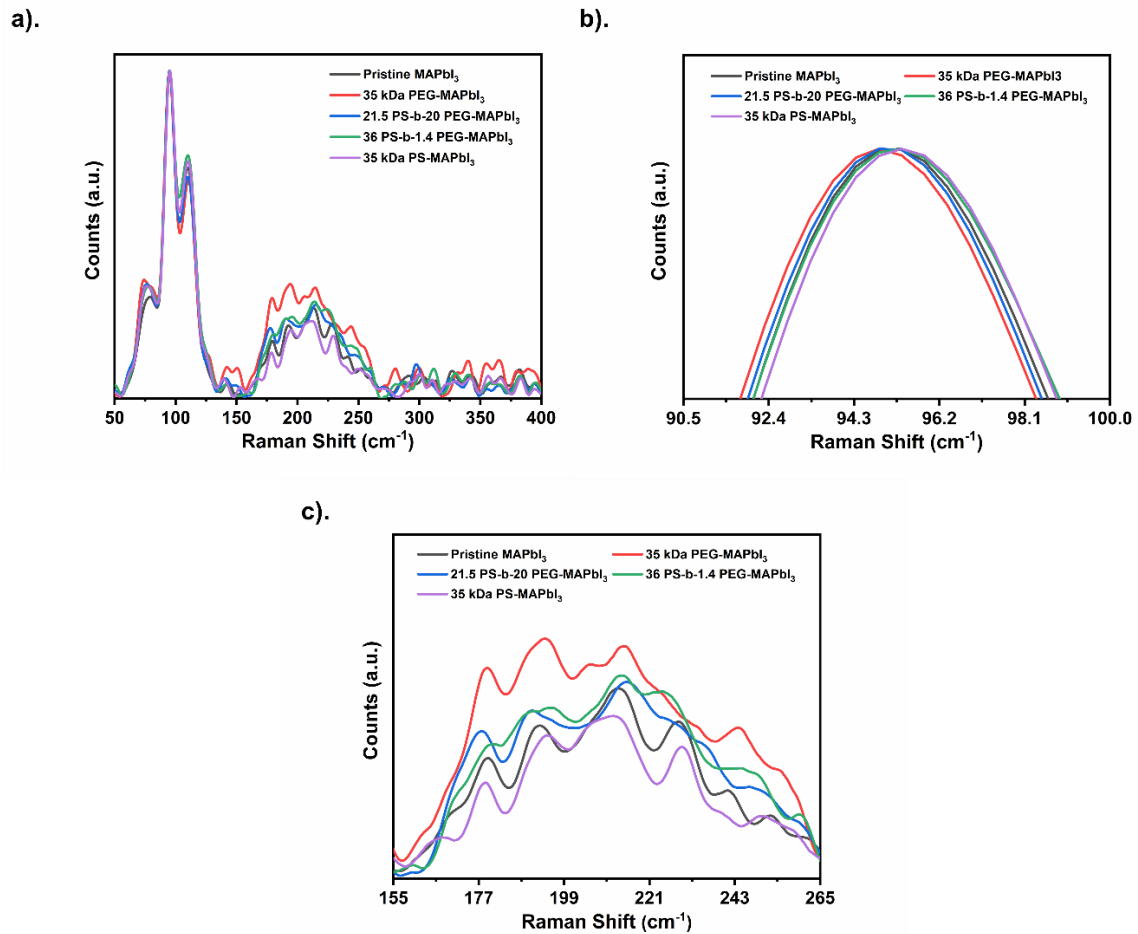 a).
Pristine MAPbI₃
35 kDa PEG-MAPbI₃
21.5 PS-b-20 PEG-MAPbI₃
36 PS-b-1.4 PEG-MAPbI₃
35 kDa PS-MAPbI₃
Counts (a.u.)
50 100 150 200 250 300 350 400
Raman Shift (cm⁻¹)
b).
Pristine MAPbI₃ 35 kDa PEG-MAPbI3
21.5 PS-b-20 PEG-MAPbI₃ 36 PS-b-1.4 PEG-MAPbI₃
35 kDa PS-MAPbI₃
Counts (a.u.)
90.5 92.4 94.3 96.2 98.1 100.0
Raman Shift (cm⁻¹)
c).
Pristine MAPbI₃ 35 kDa PEG-MAPbI₃
21.5 PS-b-20 PEG-MAPbI₃ 36 PS-b-1.4 PEG-MAPbI₃
35 kDa PS-MAPbI₃
Counts (a.u.)
155 177 199 221 243 265
Raman Shift (cm⁻¹)